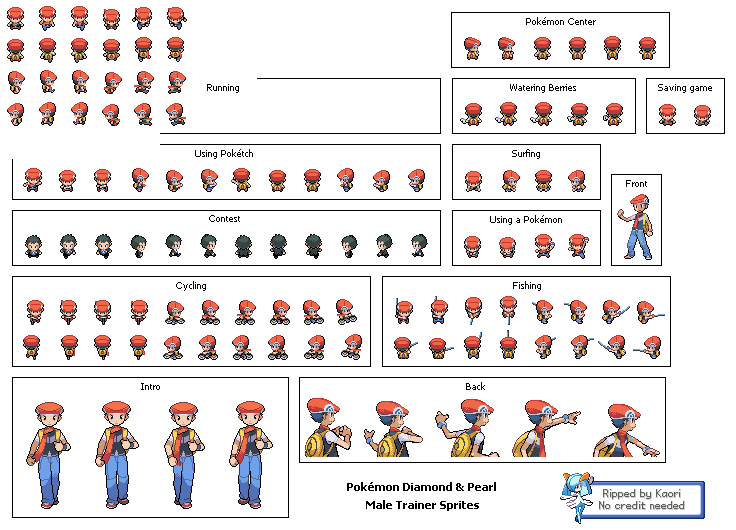 Pokémon Center
Running
Watering Berries
Saving game
Using Pokétch
Surfing
Front
Contest
Using a Pokémon
Cycling
Fishing
Intro
Back
Pokémon Diamond & Pearl
Male Trainer Sprites
Ripped by Kaori
No credit needed